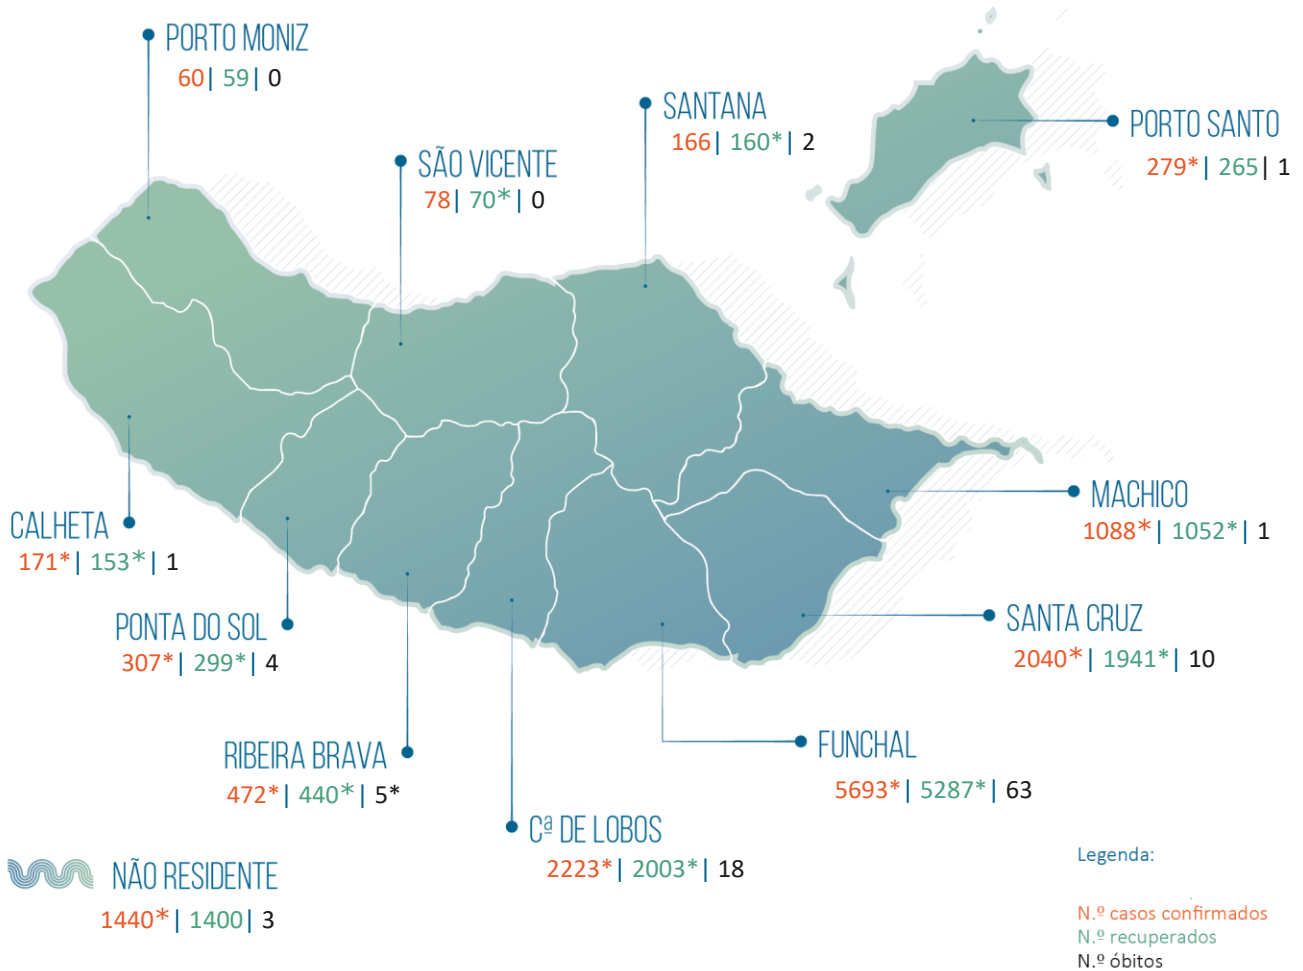 PORTO MONIZ
60| 59| 0
SANTANA
166| 160*| 2
PORTO SANTO
279*| 265| 1
SÃO VICENTE
78| 70*| 0
MACHICO
1088*| 1052*| 1
CALHETA
171*| 153*| 1
SANTA CRUZ
2040*| 1941*| 10
PONTA DO SOL
307*| 299*| 4
FUNCHAL
5693*| 5287*| 63
RIBEIRA BRAVA
472*| 440*| 5*
Cª DE LOBOS
2223*| 2003*| 18
NÃO RESIDENTE
1440*| 1400| 3
Legenda:
N.º casos confirmados
N.º recuperados
N.º óbitos